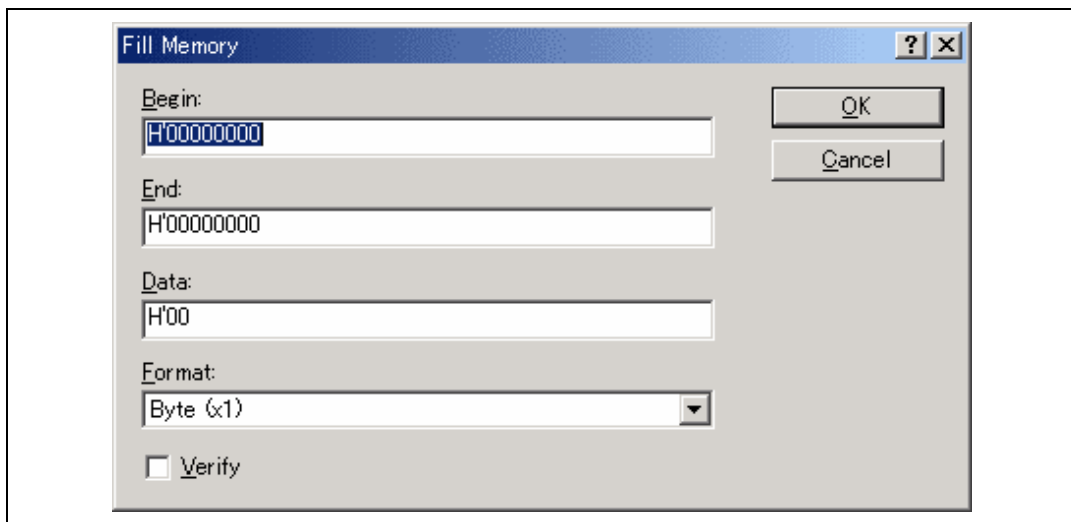 Fill Memory
Begin:
OK
H'00000000
Cancel
End:
H'00000000
Data:
H'00
Format:
Byte (x1)
Verify